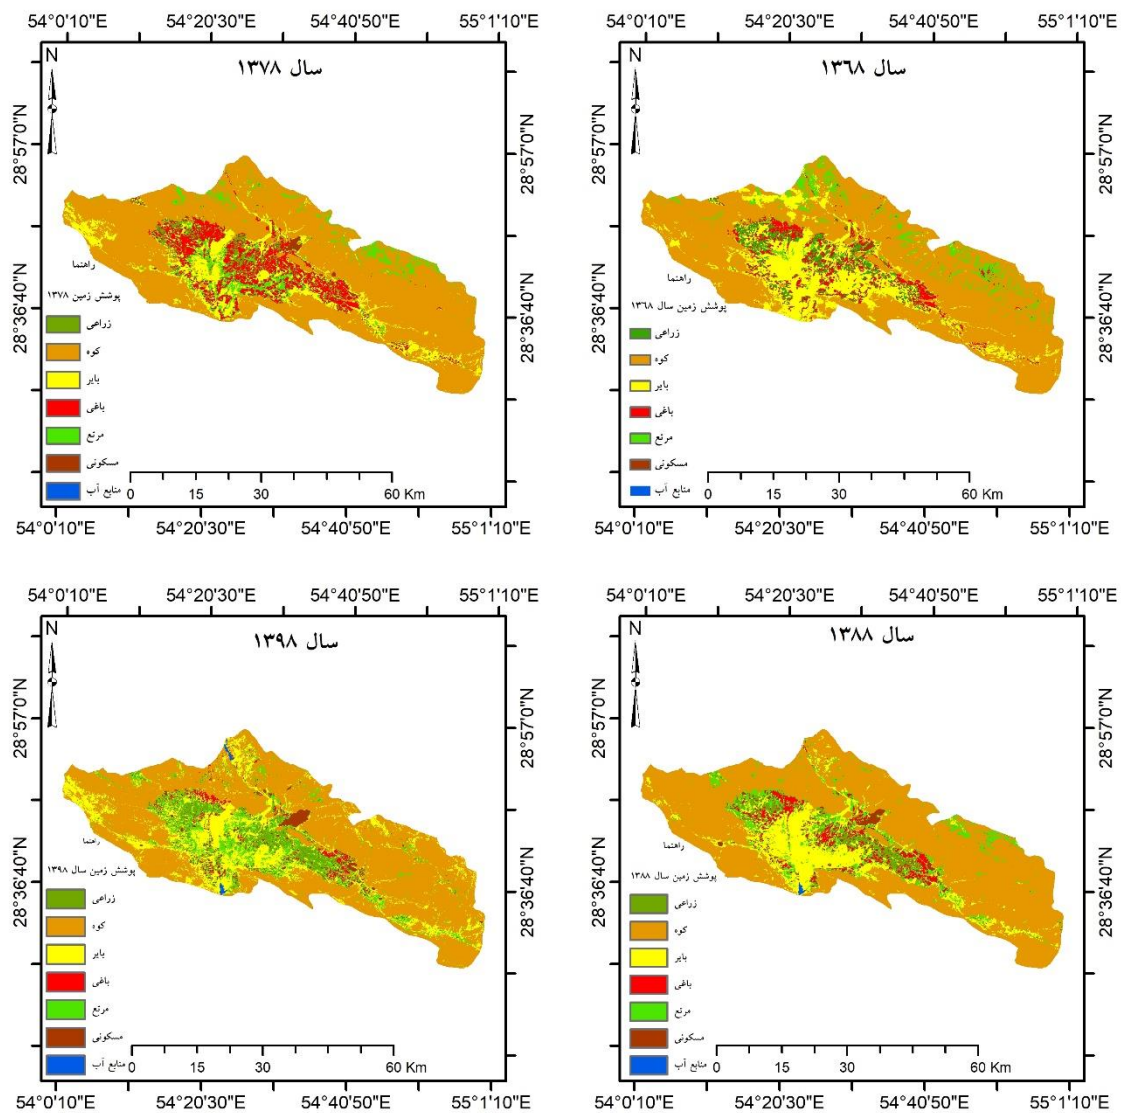 54°0'10"E 54°20'30"E 54°40'50"E 55°1'10"E
N
سال ۱۳۷۸
28°57'0"N
28°57'0"N
28°36'40"N
28°36'40"N
راهنما
پوشش زمین ۱۳۷۸
زراعی
کوه
بایر
باغی
مرتع
مسکونی
منابع آب
0 15 30 60 Km
54°0'10"E 54°20'30"E 54°40'50"E 55°1'10"E
54°0'10"E 54°20'30"E 54°40'50"E 55°1'10"E
N
سال ۱۳۶۸
28°57'0"N
28°57'0"N
28°36'40"N
28°36'40"N
راهنما
پوشش زمین سال ۱۳۶۸
زراعی
کوه
بایر
باغی
مرتع
مسکونی
منابع آب
0 15 30 60 Km
54°0'10"E 54°20'30"E 54°40'50"E 55°1'10"E
54°0'10"E 54°20'30"E 54°40'50"E 55°1'10"E
N
سال ۱۳۹۸
28°57'0"N
28°57'0"N
28°36'40"N
28°36'40"N
راهنما
پوشش زمین سال ۱۳۹۸
زراعی
کوه
بایر
باغی
مرتع
مسکونی
منابع آب
0 15 30 60 Km
54°0'10"E 54°20'30"E 54°40'50"E 55°1'10"E
54°0'10"E 54°20'30"E 54°40'50"E 55°1'10"E
N
سال ۱۳۸۸
28°57'0"N
28°57'0"N
28°36'40"N
28°36'40"N
راهنما
پوشش زمین سال ۱۳۸۸
زراعی
کوه
بایر
باغی
مرتع
مسکونی
منابع آب
0 15 30 60 Km
54°0'10"E 54°20'30"E 54°40'50"E 55°1'10"E